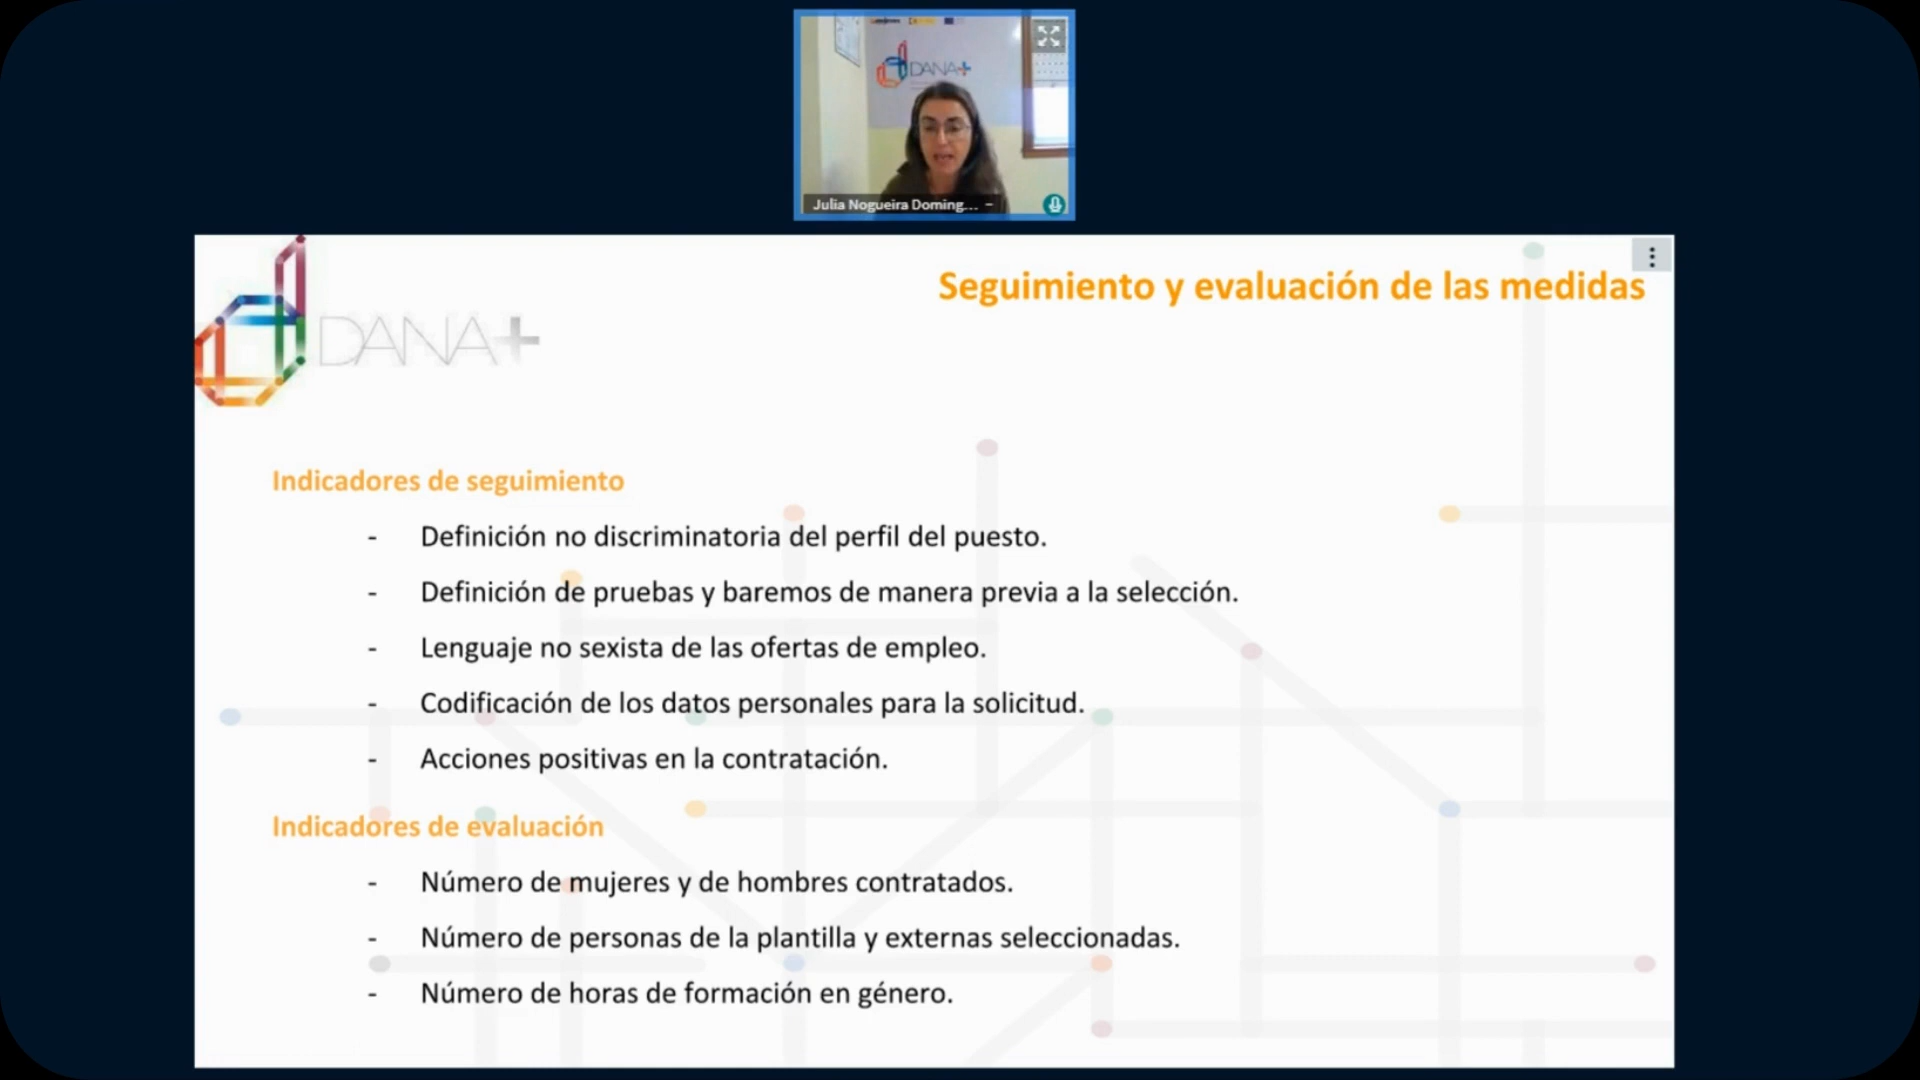 DANA+
Julia Nogueira Doming...
DANA+
Seguimiento y evaluación de las medidas
Indicadores de seguimiento
- Definición no discriminatoria del perfil del puesto.
- Definición de pruebas y baremos de manera previa a la selección.
- Lenguaje no sexista de las ofertas de empleo.
- Codificación de los datos personales para la solicitud.
- Acciones positivas en la contratación.
Indicadores de evaluación
- Número de mujeres y de hombres contratados.
- Número de personas de la plantilla y externas seleccionadas.
- Número de horas de formación en género.